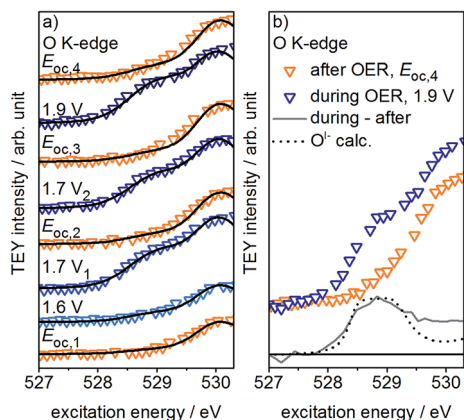 a)
O K-edge
E_oc,4
1.9 V
E_oc,3
1.7 V_2
E_oc,2
1.7 V_1
1.6 V
E_oc,1
TEY intensity / arb. unit
527 528 529 530
excitation energy / eV
b) O K-edge
after OER, E_oc,4
during OER, 1.9 V
during - after
O^I- calc.
TEY intensity / arb. unit
527 528 529 530
excitation energy / eV